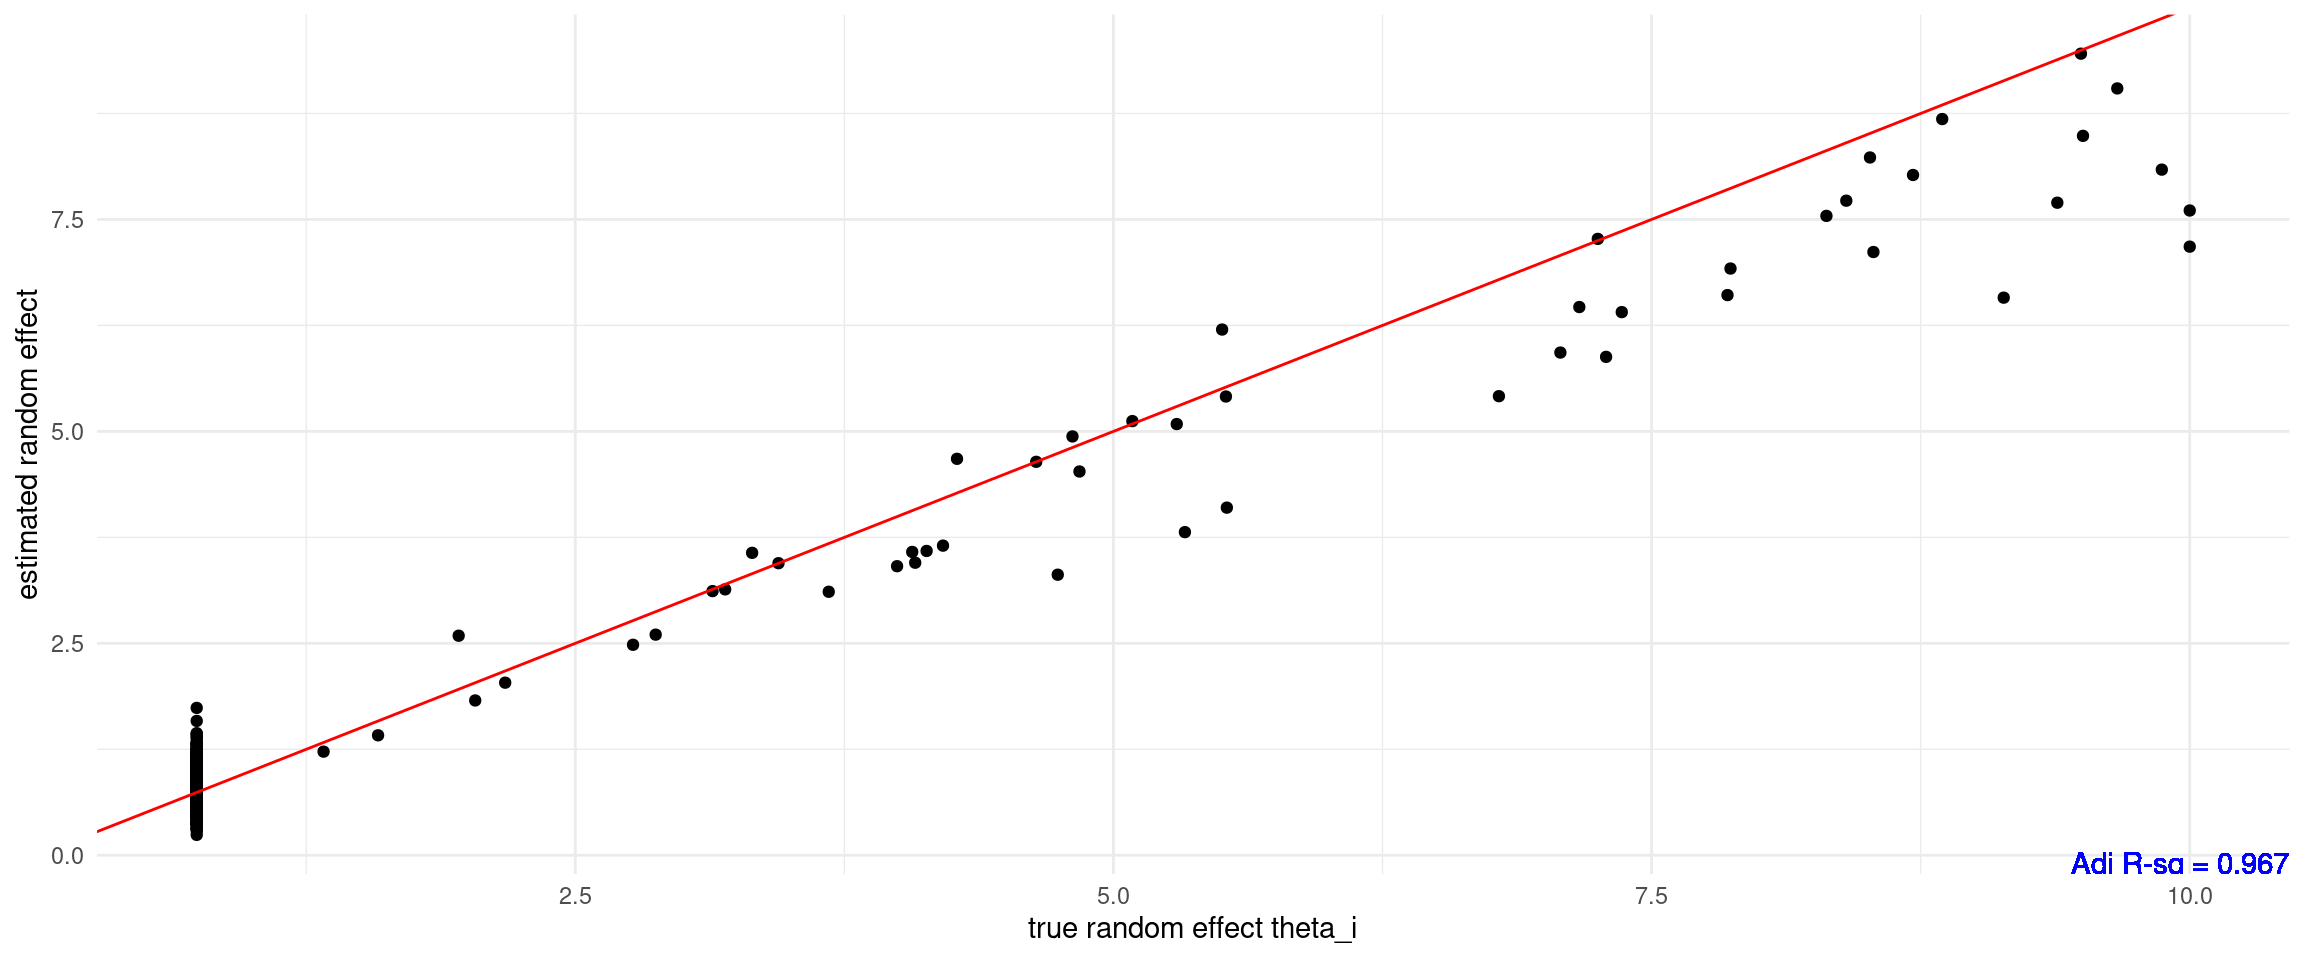 estimated random effect
7.5
5.0
2.5
0.0
2.5
5.0
7.5
10.0
true random effect theta_i
Adj R-sq = 0.967